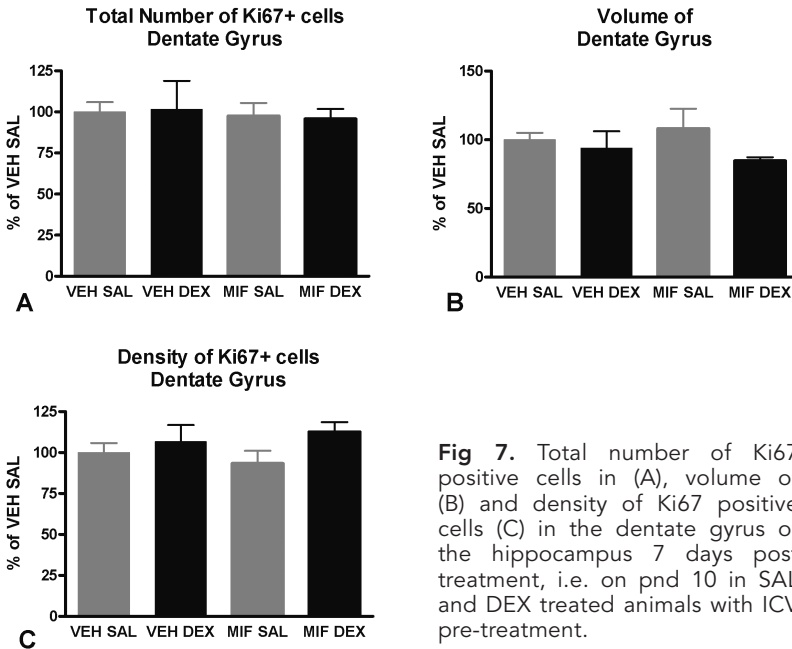 Total Number of Ki67+ cells
Dentate Gyrus
125
100
75
50
25
0
% of VEH SAL
VEH SAL VEH DEX MIF SAL MIF DEX
A
Volume of
Dentate Gyrus
150
100
50
0
% of VEH SAL
VEH SAL VEH DEX MIF SAL MIF DEX
B
Density of Ki67+ cells
Dentate Gyrus
125
100
75
50
25
0
% of VEH SAL
VEH SAL VEH DEX MIF SAL MIF DEX
C
Fig 7. Total number of Ki67
positive cells in (A), volume o
(B) and density of Ki67 positive
cells (C) in the dentate gyrus o
the hippocampus 7 days post
treatment, i.e. on pnd 10 in SAL
and DEX treated animals with ICV
pre-treatment.